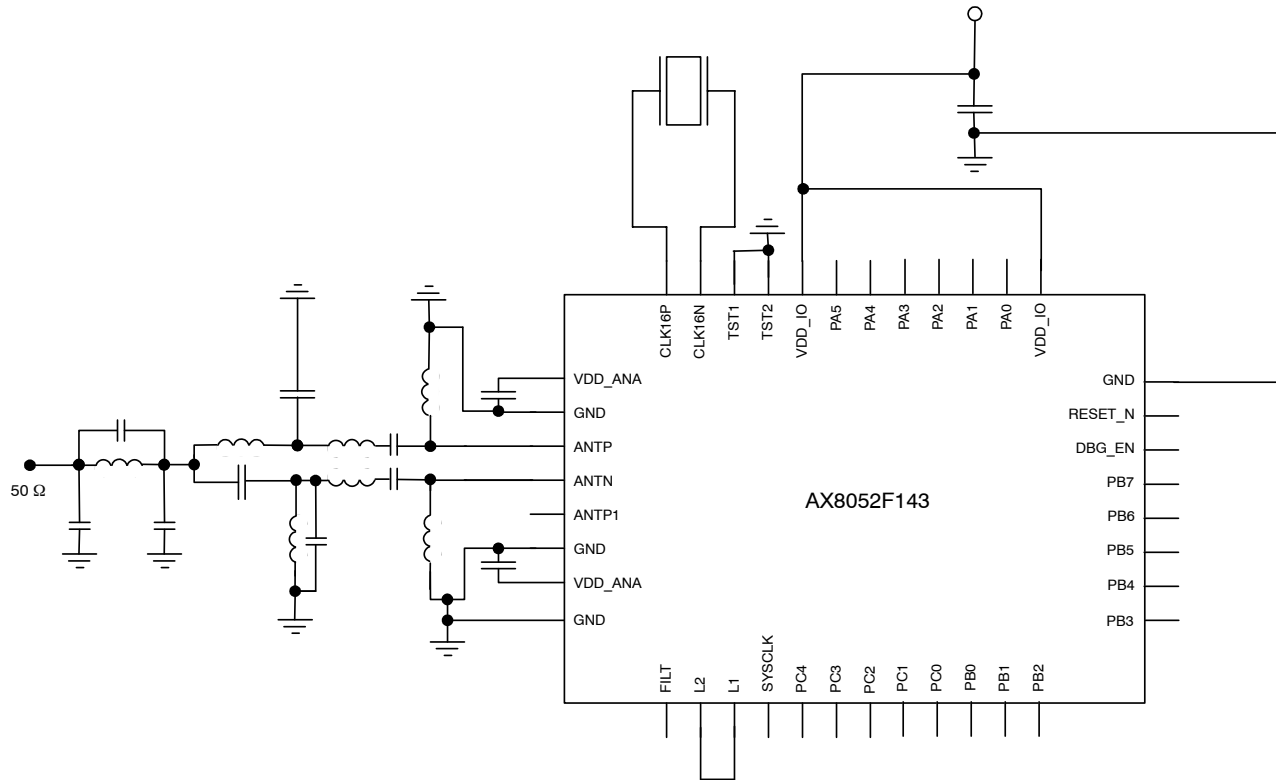 CLK16P
CLK16N
TST1
TST2
VDD_IO
PA5
PA4
PA3
PA2
PA1
PA0
VDD_IO
VDD_ANA
GND
ANTP
ANTN
ANTP1
GND
VDD_ANA
GND
50 Ω
AX8052F143
GND
RESET_N
DBG_EN
PB7
PB6
PB5
PB4
PB3
FILT
L2
L1
SYSCLK
PC4
PC3
PC2
PC1
PC0
PB0
PB1
PB2